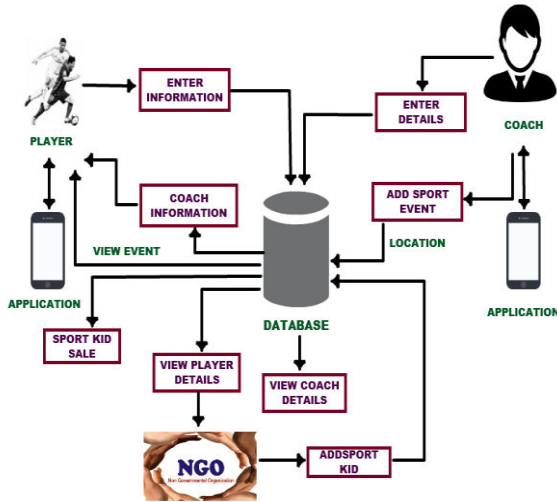 ENTER
INFORMATION
ENTER
DETAILS
PLAYER
COACH
COACH
INFORMATION
ADD SPORT
EVENT
VIEW EVENT
LOCATION
APPLICATION
APPLICATION
DATABASE
SPORT KID
SALE
VIEW PLAYER
DETAILS
VIEW COACH
DETAILS
NGO
Non Governmental Organization
ADDSPORT
KID